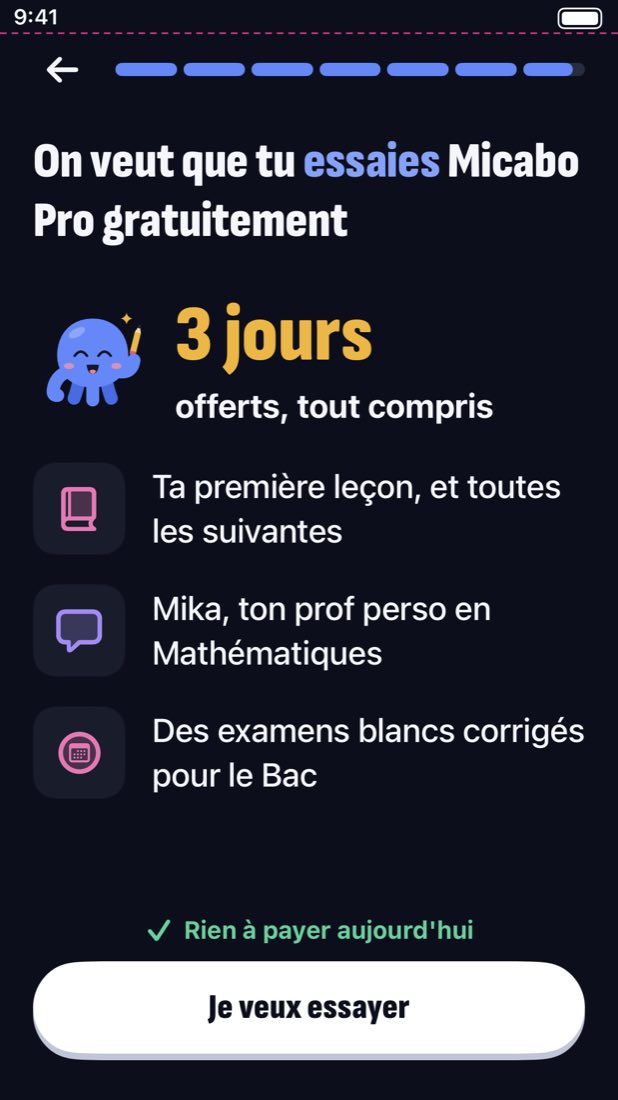 9:41
On veut que tu essaies Micabo
Pro gratuitement
3 jours
offerts, tout compris
Ta première leçon, et toutes
les suivantes
Mika, ton prof perso en
Mathématiques
Des examens blancs corrigés
pour le Bac
Rien à payer aujourd'hui
Je veux essayer